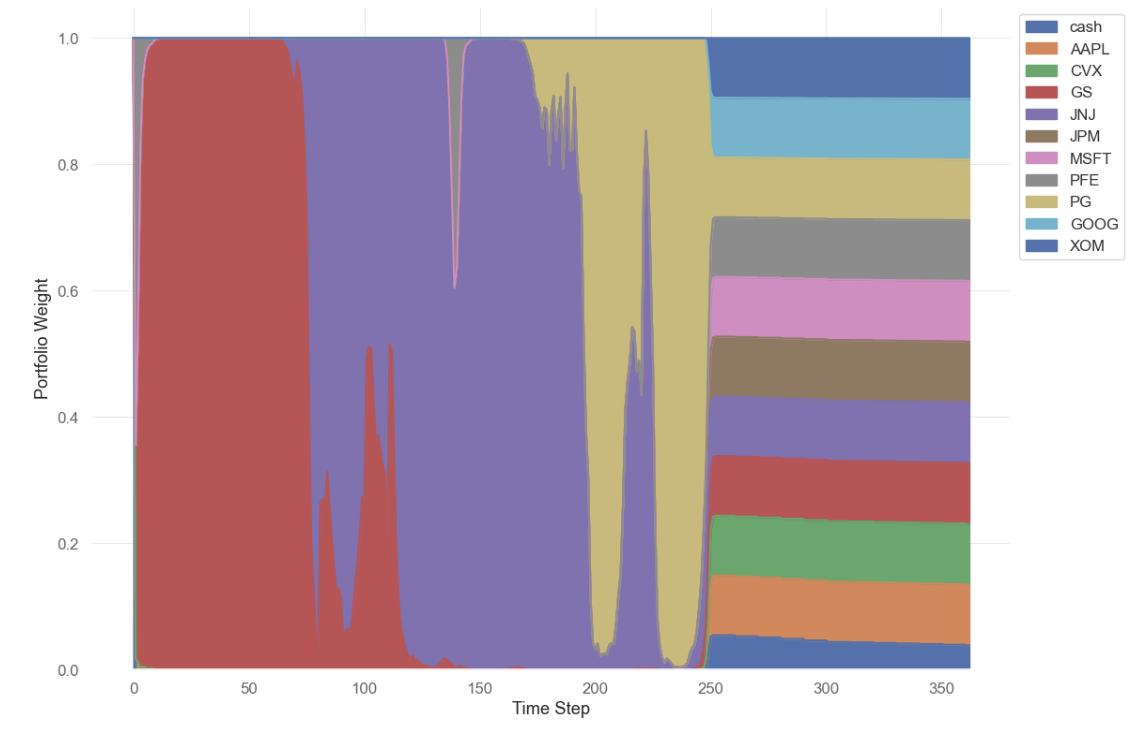 1.0
0.8
0.6
0.4
0.2
0.0
Portfolio Weight
0 50 100 150 200 250 300 350
Time Step
cash
AAPL
CVX
GS
JNJ
JPM
MSFT
PFE
PG
GOOG
XOM